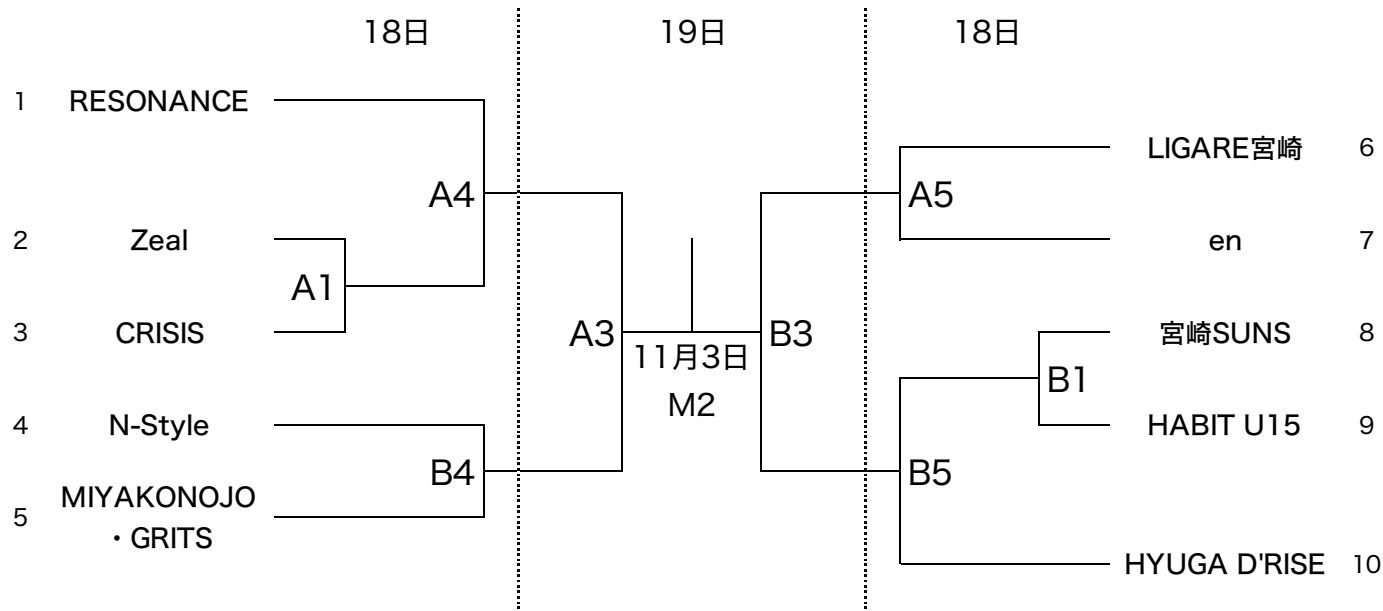 18日 19日 18日
1 RESONANCE
LIGARE宮崎 6
A4 A5
2 Zeal
en 7
A1
3 CRISIS
A3 B3
宮崎SUNS 8
11月3日
B1
M2
4 N-Style
HABIT U15 9
B4 B5
5 MIYAKONOJO
・GRITS
HYUGA D'RISE 10